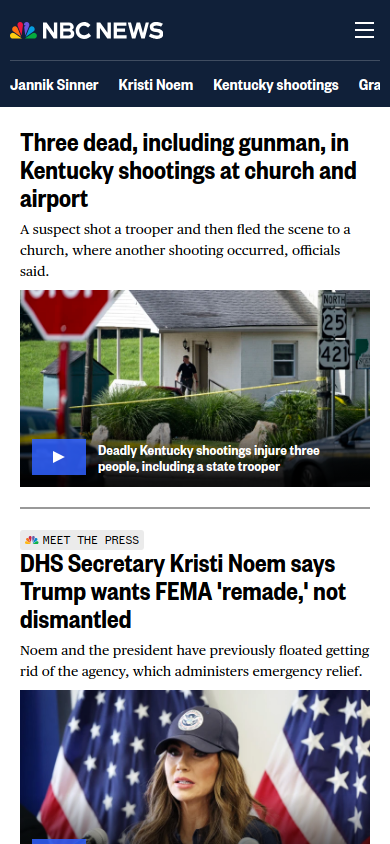 NBC NEWS
Jannik Sinner Kristi Noem Kentucky shootings Gra
Three dead, including gunman, in
Kentucky shootings at church and
airport
A suspect shot a trooper and then fled the scene to a
church, where another shooting occurred, officials
said.
STOP
NORTH
25
421
Deadly Kentucky shootings injure three
people, including a state trooper
MEET THE PRESS
DHS Secretary Kristi Noem says
Trump wants FEMA 'remade,' not
dismantled
Noem and the president have previously floated getting
rid of the agency, which administers emergency relief.